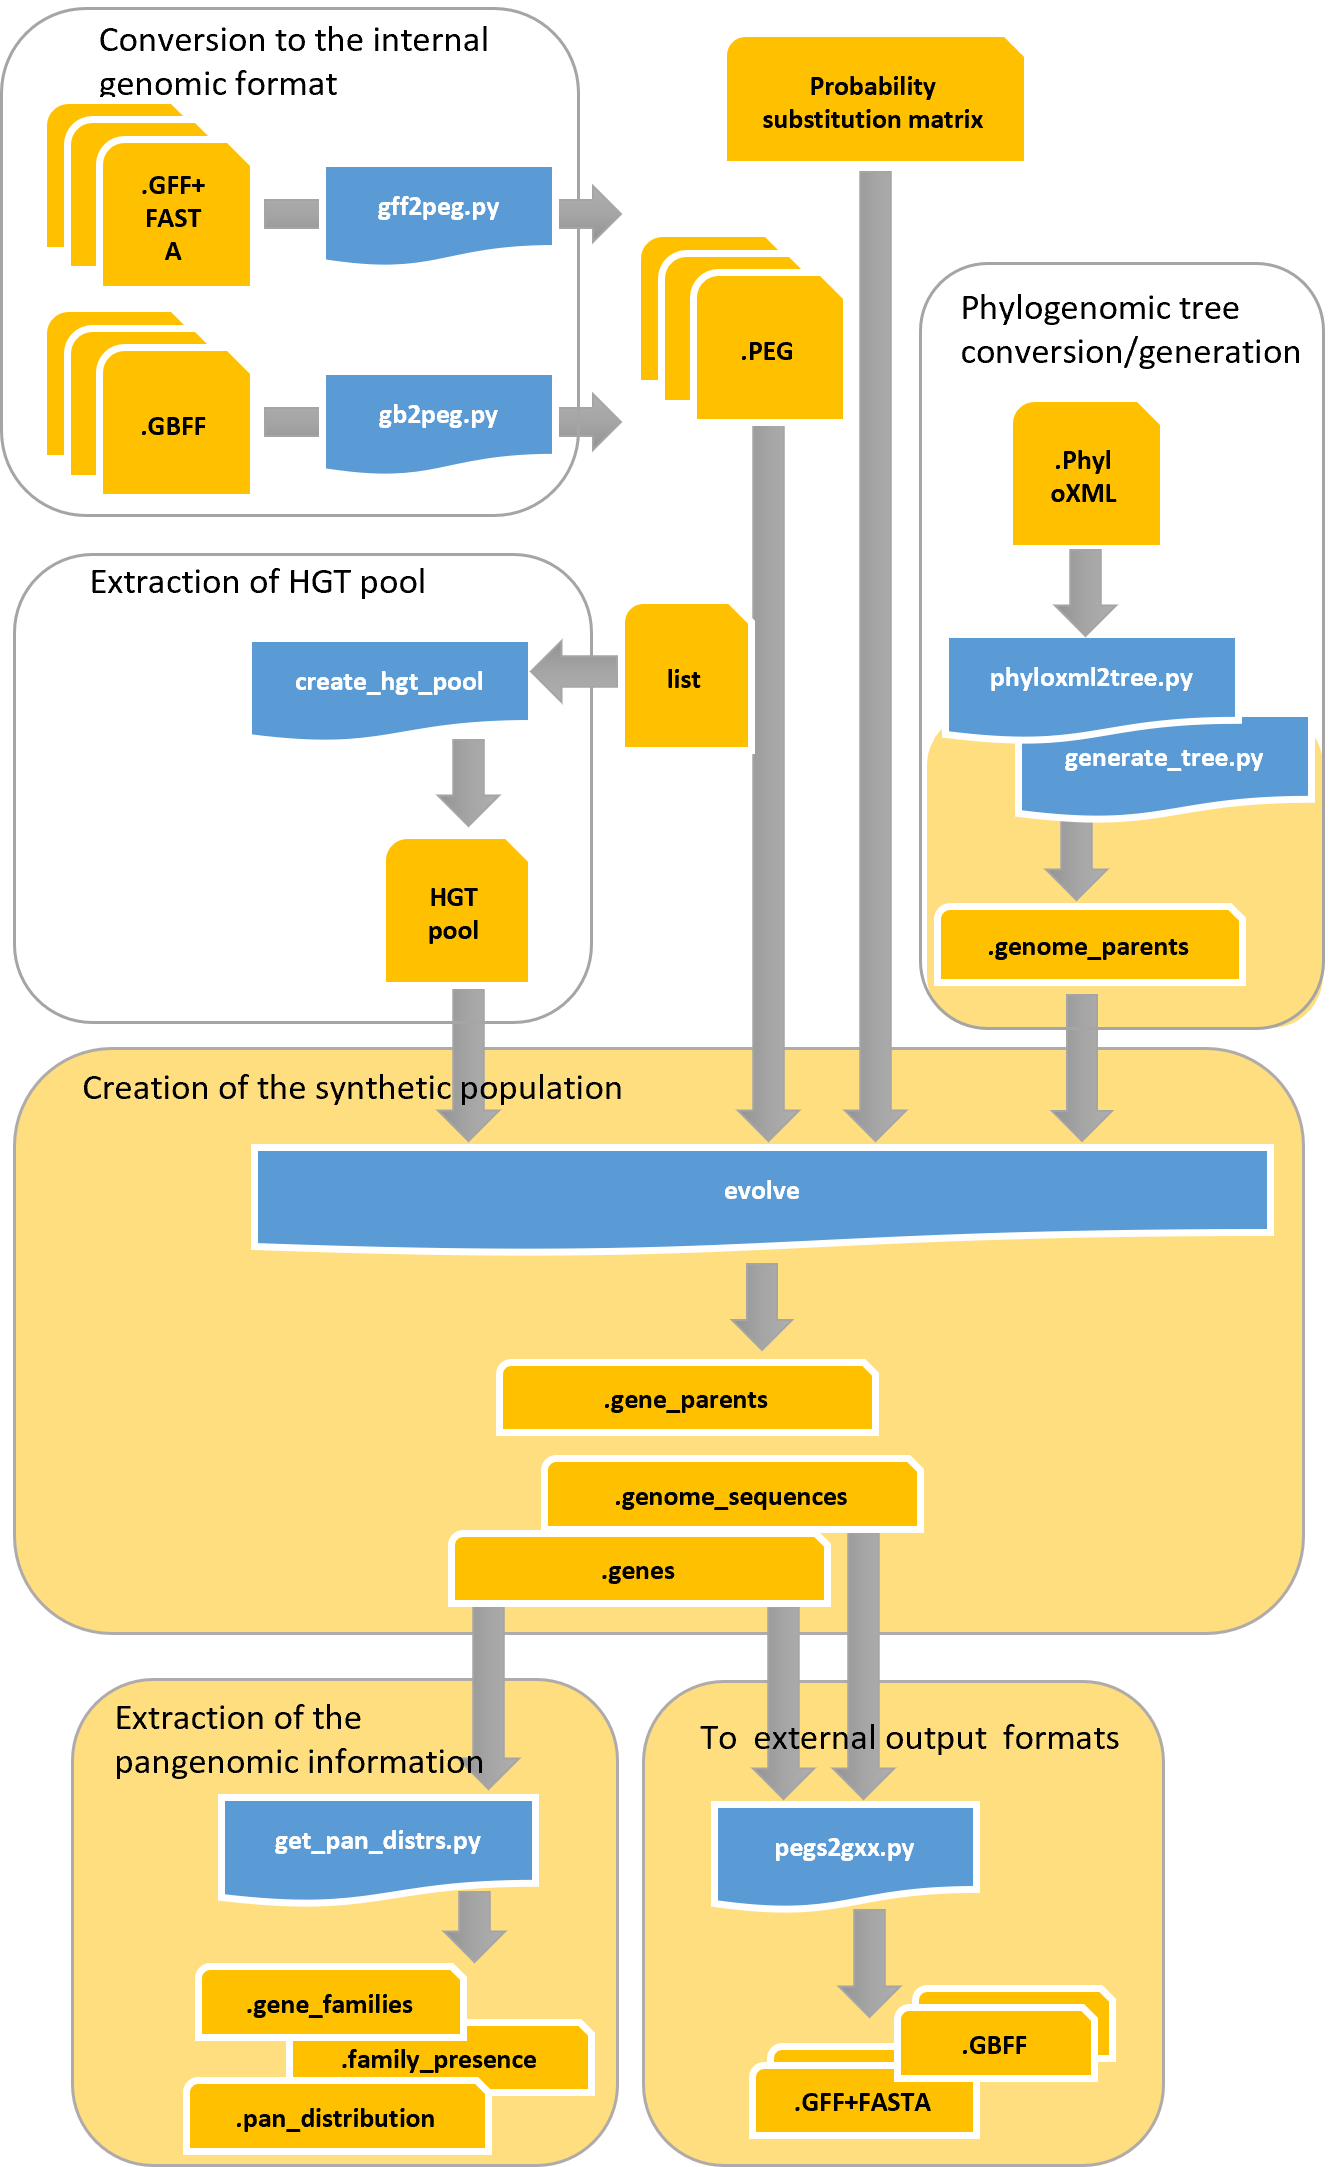 Conversion to the internal
genomic format
Probability
substitution matrix
.GFF+
FAST
A
gff2peg.py
.GBFF
gb2peg.py
.PEG
Phylogenomic tree
conversion/generation
.Phyl
oXML
phyloxml2tree.py
generate_tree.py
.genome_parents
Extraction of HGT pool
create_hgt_pool
list
HGT
pool
Creation of the synthetic population
evolve
.gene_parents
.genome_sequences
.genes
Extraction of the
pangenomic information
get_pan_distrs.py
.gene_families
.family_presence
.pan_distribution
To external output formats
pegs2gxx.py
.GBFF
.GFF+FASTA